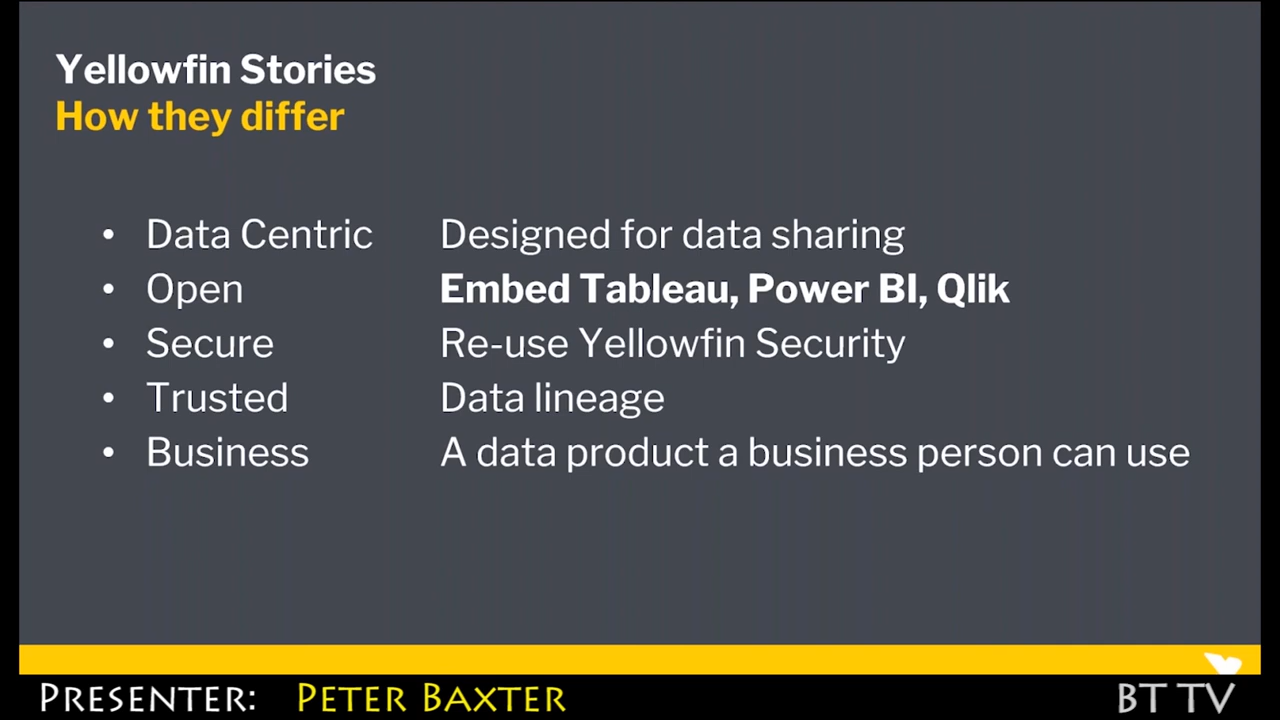 Yellowfin Stories
How they differ
• Data Centric Designed for data sharing
• Open Embed Tableau, Power BI, Qlik
• Secure Re-use Yellowfin Security
• Trusted Data lineage
• Business A data product a business person can use
Presenter: Peter Baxter BT TV